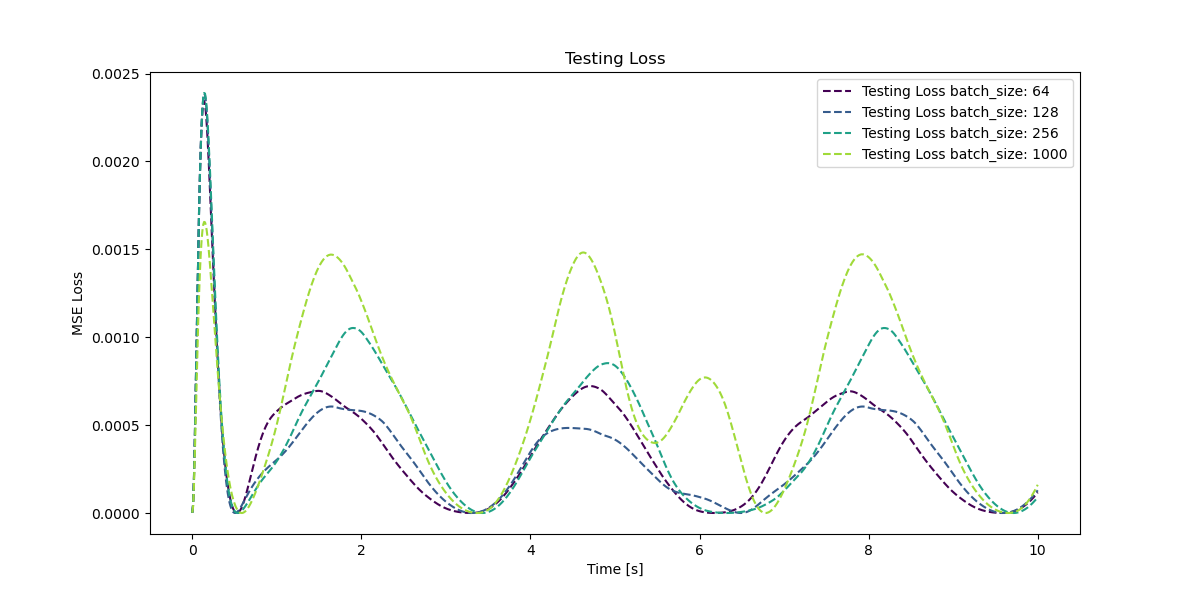 Testing Loss
Testing Loss batch_size: 64
Testing Loss batch_size: 128
Testing Loss batch_size: 256
Testing Loss batch_size: 1000
0.0025
0.0020
0.0015
0.0010
0.0005
0.0000
MSE Loss
0 2 4 6 8 10
Time [s]